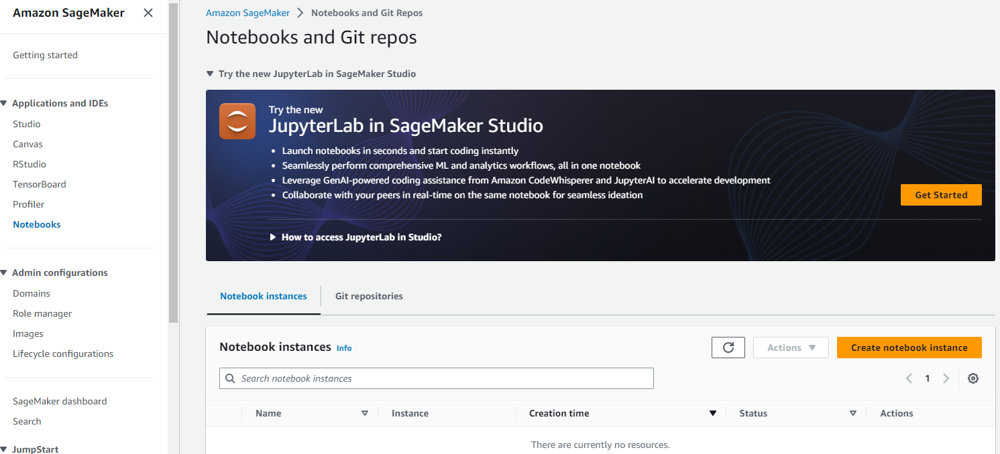 Amazon SageMaker
Getting started
Applications and IDEs
Studio
Canvas
RStudio
TensorBoard
Profiler
Notebooks
Admin configurations
Domains
Role manager
Images
Lifecycle configurations
SageMaker dashboard
Search
JumpStart
Amazon SageMaker > Notebooks and Git Repos
Notebooks and Git repos
Try the new JupyterLab in SageMaker Studio
Try the new
JupyterLab in SageMaker Studio
• Launch notebooks in seconds and start coding instantly
• Seamlessly perform comprehensive ML and analytics workflows, all in one notebook
• Leverage GenAI-powered coding assistance from Amazon CodeWhisperer and JupyterAI to accelerate development
• Collaborate with your peers in real-time on the same notebook for seamless ideation
Get Started
How to access JupyterLab in Studio?
Notebook instances Git repositories
Notebook instances Info
Actions
Create notebook instance
Search notebook instances
1
Name Instance Creation time Status Actions
There are currently no resources.